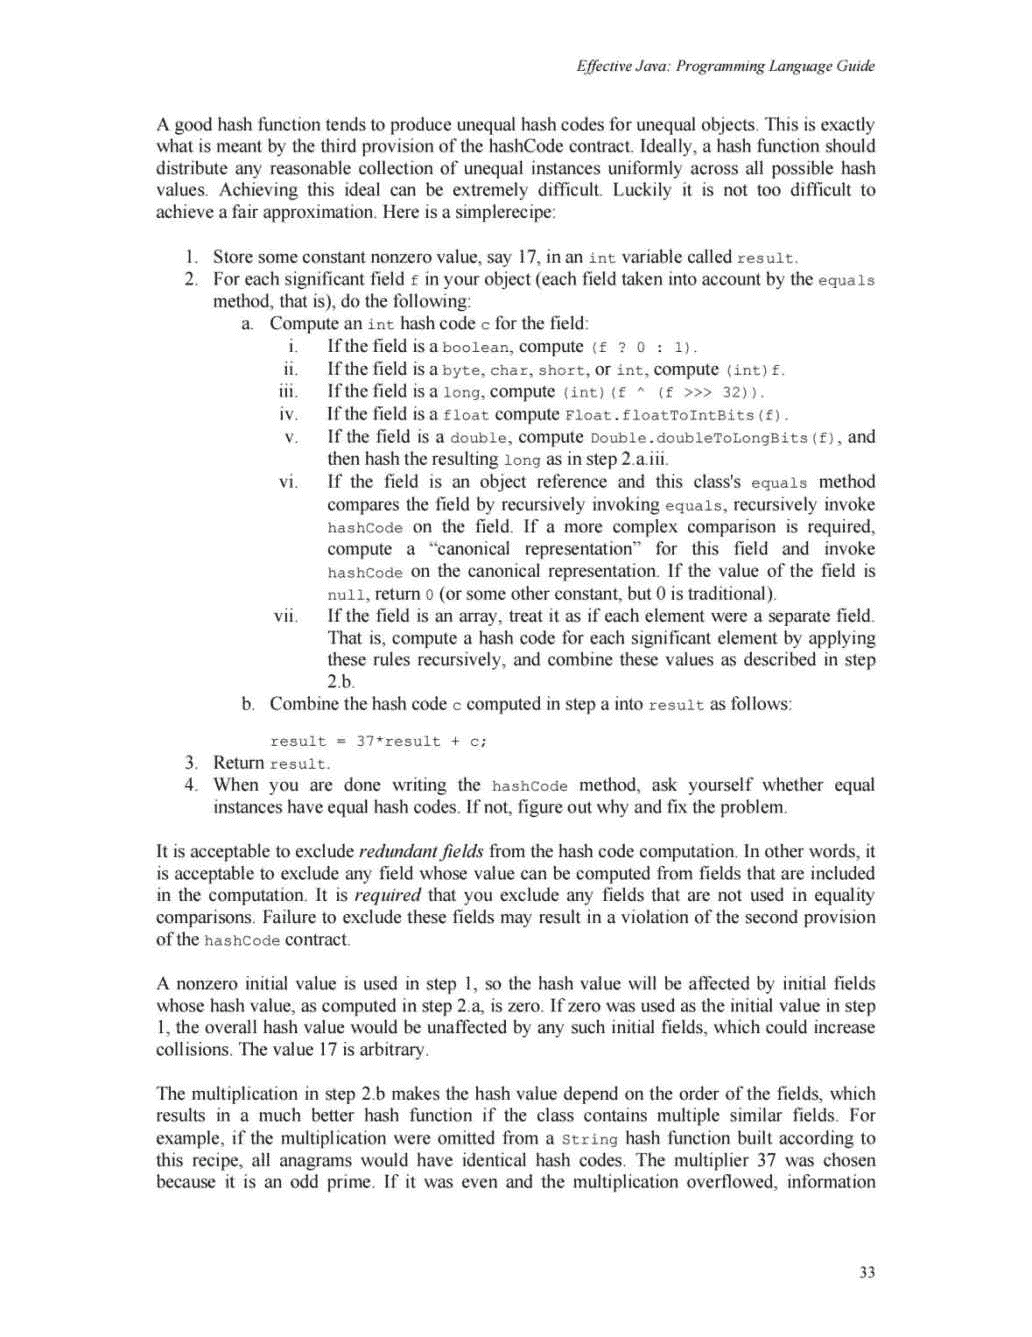 Effective Java: Programming Language Guide
A good hash function tends to produce unequal hash codes for unequal objects. This is exactly
what is meant by the third provision of the hashCode contract. Ideally, a hash function should
distribute any reasonable collection of unequal instances uniformly across all possible hash
values. Achieving this ideal can be extremely difficult. Luckily it is not too difficult to
achieve a fair approximation. Here is a simplerecipe:
1. Store some constant nonzero value, say 17, in an int variable called result.
2. For each significant field f in your object (each field taken into account by the equals
method, that is), do the following:
a. Compute an int hash code c for the field:
i. If the field is a boolean, compute (f ? 0 : 1).
ii. If the field is a byte, char, short, or int, compute (int)f.
iii. If the field is a long, compute (int)(f ^ (f >>> 32)).
iv. If the field is a float compute Float.floatToIntBits(f).
v. If the field is a double, compute Double.doubleToLongBits(f), and
then hash the resulting long as in step 2.a.iii.
vi. If the field is an object reference and this class's equals method
compares the field by recursively invoking equals, recursively invoke
hashCode on the field. If a more complex comparison is required,
compute a “canonical representation” for this field and invoke
hashCode on the canonical representation. If the value of the field is
null, return 0 (or some other constant, but 0 is traditional).
vii. If the field is an array, treat it as if each element were a separate field.
That is, compute a hash code for each significant element by applying
these rules recursively, and combine these values as described in step
2.b.
b. Combine the hash code c computed in step a into result as follows:
result = 37*result + c;
3. Return result.
4. When you are done writing the hashCode method, ask yourself whether equal
instances have equal hash codes. If not, figure out why and fix the problem.
It is acceptable to exclude redundant fields from the hash code computation. In other words, it
is acceptable to exclude any field whose value can be computed from fields that are included
in the computation. It is required that you exclude any fields that are not used in equality
comparisons. Failure to exclude these fields may result in a violation of the second provision
of the hashCode contract.
A nonzero initial value is used in step 1, so the hash value will be affected by initial fields
whose hash value, as computed in step 2.a, is zero. If zero was used as the initial value in step
1, the overall hash value would be unaffected by any such initial fields, which could increase
collisions. The value 17 is arbitrary.
The multiplication in step 2.b makes the hash value depend on the order of the fields, which
results in a much better hash function if the class contains multiple similar fields. For
example, if the multiplication were omitted from a String hash function built according to
this recipe, all anagrams would have identical hash codes. The multiplier 37 was chosen
because it is an odd prime. If it was even and the multiplication overflowed, information
33